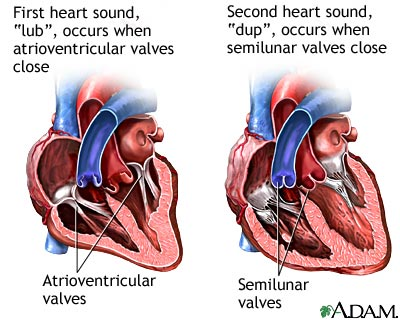 First heart sound,
"lub", occurs when
atrioventricular valves
close
Second heart sound,
"dup", occurs when
semilunar valves close
Atrioventricular
valves
Semilunar
valves
ADAM.